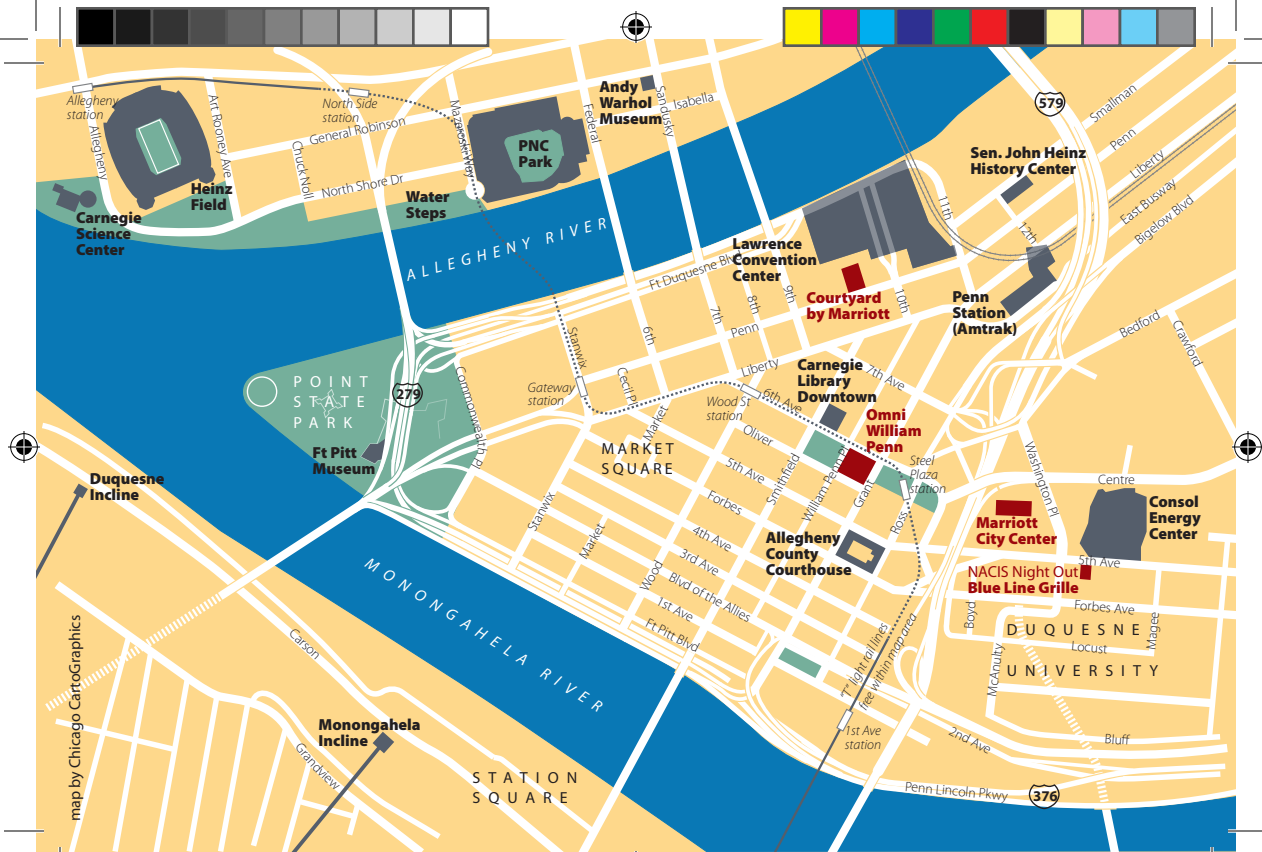 Allegheny
station
Allegheny
Art Rooney Ave
North Side
station
General Robinson
Chuck Noll
North Shore Dr
Mazeroski Way
Heinz
Field
Carnegie
Science
Center
Water
Steps
PNC
Park
Federal
Andy
Warhol
Museum
Sandusky
Isabella
579
Smallman
Penn
Liberty
East Busway
Bigelow Blvd
Sen. John Heinz
History Center
11th
12th
ALLEGHENY RIVER
Lawrence
Convention
Center
Ft Duquesne Blvd
Courtyard
by Marriott
Penn
Station
(Amtrak)
Bedford
Crawford
6th
7th
8th
9th
10th
Penn
Liberty
Stanwix
Cecil Pl
Gateway
station
POINT
STATE
PARK
279
Commonwealth Pl
Ft Pitt
Museum
Market
MARKET
SQUARE
Wood St
station
6th Ave
7th Ave
Carnegie
Library
Downtown
Omni
William
Penn
Oliver
5th Ave
Forbes
4th Ave
3rd Ave
Blvd of the Allies
1st Ave
Ft Pitt Blvd
Smithfield
William Penn Pl
Grant
Ross
Steel
Plaza
station
Stanwix
Market
Wood
Allegheny
County
Courthouse
Washington Pl
Centre
Marriott
City Center
Consol
Energy
Center
5th Ave
NACIS Night Out
Blue Line Grille
Forbes Ave
Boyd
Magee
DUQUESNE
Locust
UNIVERSITY
McAnulty
Bluff
2nd Ave
Penn Lincoln Pkwy
376
"T" light rail lines
free within map area
1st Ave
station
Duquesne
Incline
MONONGAHELA RIVER
Carson
Monongahela
Incline
Grandview
STATION
SQUARE
map by Chicago CartoGraphics